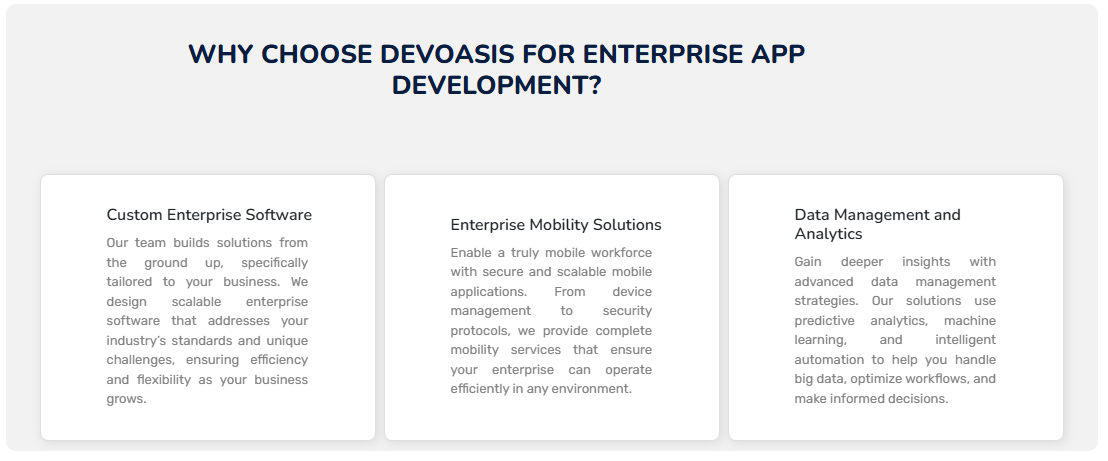 WHY CHOOSE DEVOASIS FOR ENTERPRISE APP
DEVELOPMENT?
Custom Enterprise Software
Our team builds solutions from
the ground up, specifically
tailored to your business. We
design scalable enterprise
software that addresses your
industry's standards and unique
challenges, ensuring efficiency
and flexibility as your business
grows.
Enterprise Mobility Solutions
Enable a truly mobile workforce
with secure and scalable mobile
applications. From device
management to security
protocols, we provide complete
mobility services that ensure
your enterprise can operate
efficiently in any environment.
Data Management and
Analytics
Gain deeper insights with
advanced data management
strategies. Our solutions use
predictive analytics, machine
learning, and intelligent
automation to help you handle
big data, optimize workflows, and
make informed decisions.